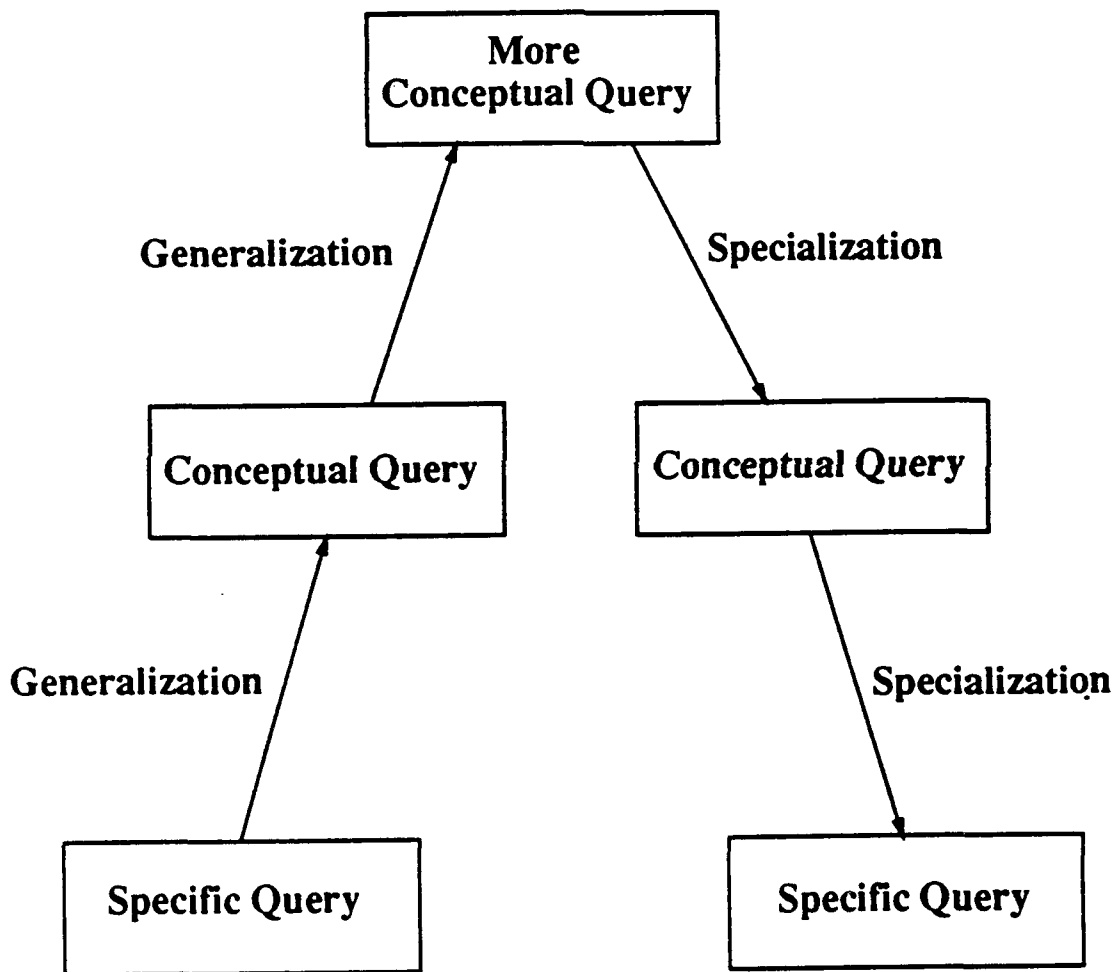 More
Conceptual Query
Generalization
Specialization
Conceptual Query
Conceptual Query
Generalization
Specialization
Specific Query
Specific Query